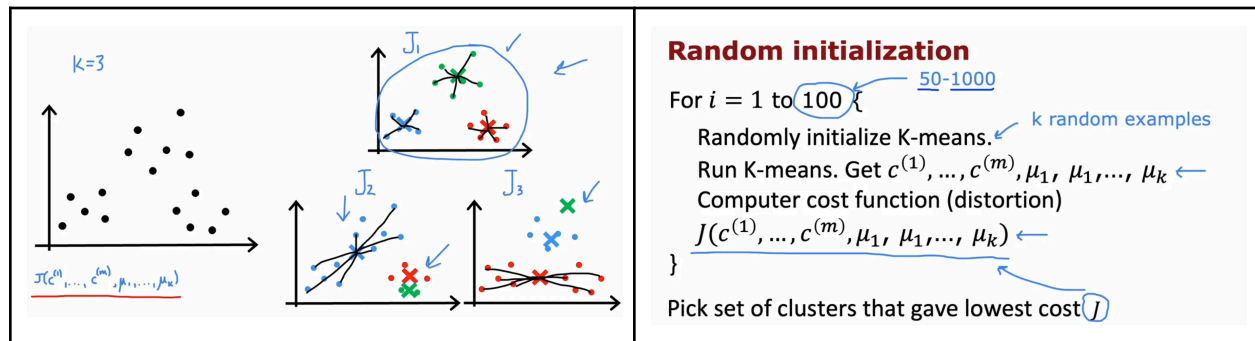 K=3
J(c⁽¹⁾,..., c⁽ᵐ⁾, μ₁,..., μₖ)
J₁
J₂
J₃
Random initialization
For i = 1 to 100 {
50-1000
Randomly initialize K-means.
k random examples
Run K-means. Get c⁽¹⁾, ..., c⁽ᵐ⁾, μ₁, μ₁,..., μₖ
Computer cost function (distortion)
J(c⁽¹⁾, ..., c⁽ᵐ⁾, μ₁, μ₁,..., μₖ)
}
Pick set of clusters that gave lowest cost J